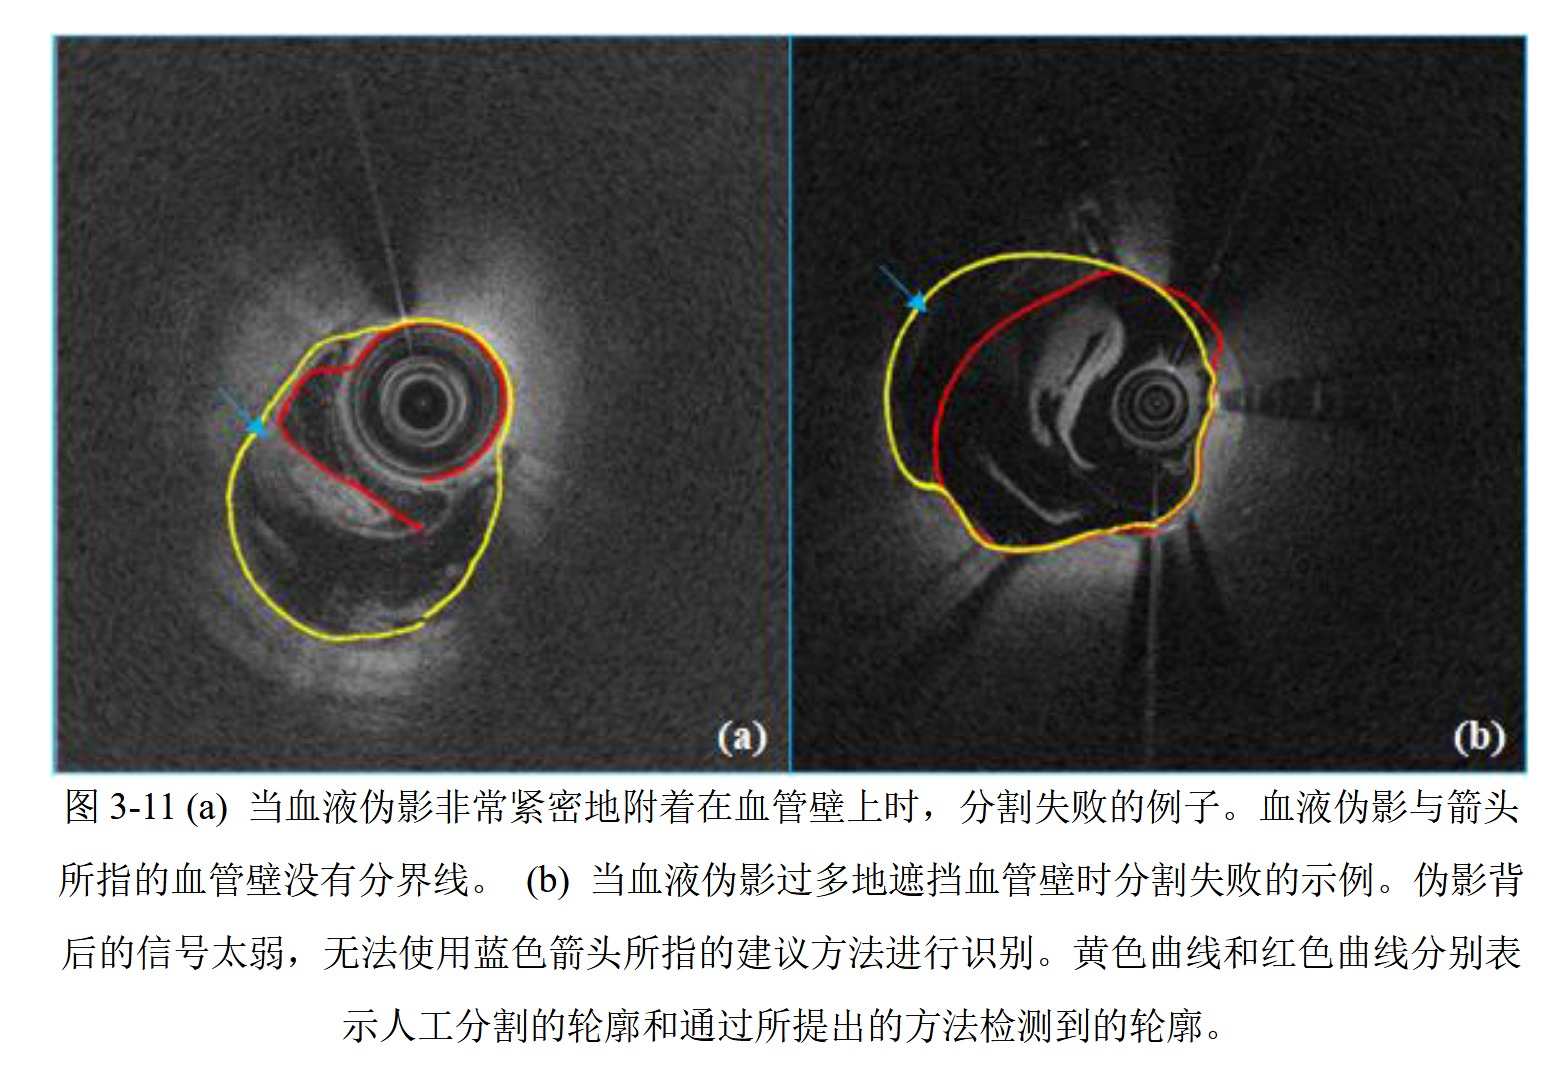 (a)
(b)
图 3-11 (a) 当血液伪影非常紧密地附着在血管壁上时，分割失败的例子。血液伪影与箭头
所指的血管壁没有分界线。 (b) 当血液伪影过多地遮挡血管壁时分割失败的示例。伪影背
后的信号太弱，无法使用蓝色箭头所指的建议方法进行识别。黄色曲线和红色曲线分别表
示人工分割的轮廓和通过所提出的方法检测到的轮廓。